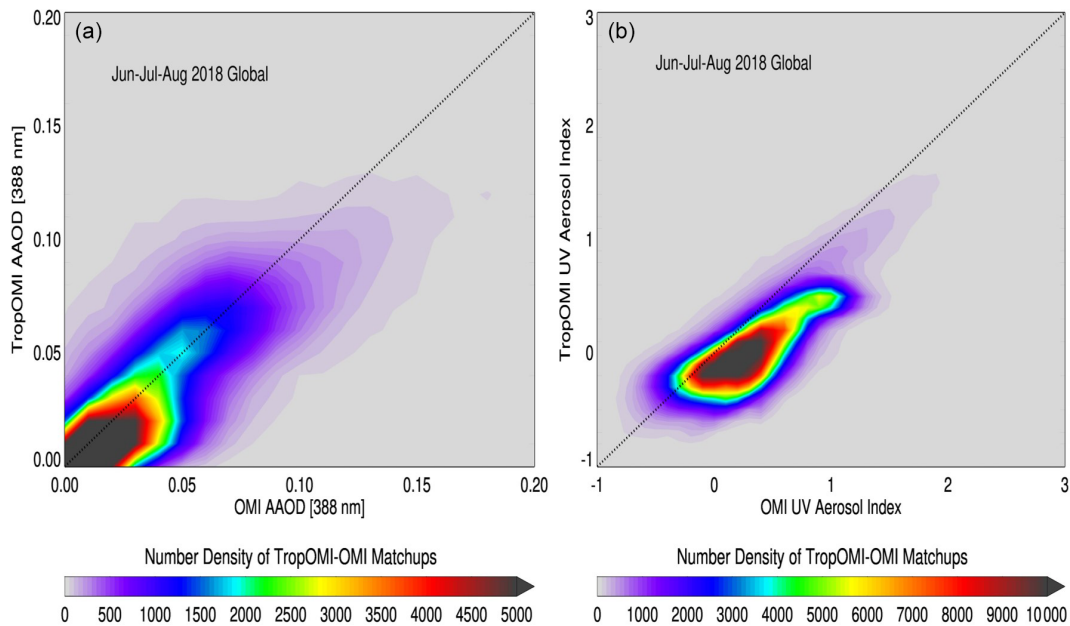 (a)
Jun-Jul-Aug 2018 Global
TropOMI AAOD [388 nm]
0.20
0.15
0.10
0.05
0.00
0.00 0.05 0.10 0.15 0.20
OMI AAOD [388 nm]
Number Density of TropOMI-OMI Matchups
0 500 1000 1500 2000 2500 3000 3500 4000 4500 5000
(b)
Jun-Jul-Aug 2018 Global
TropOMI UV Aerosol Index
3
2
1
0
-1
-1 0 1 2 3
OMI UV Aerosol Index
Number Density of TropOMI-OMI Matchups
0 1000 2000 3000 4000 5000 6000 7000 8000 9000 10000